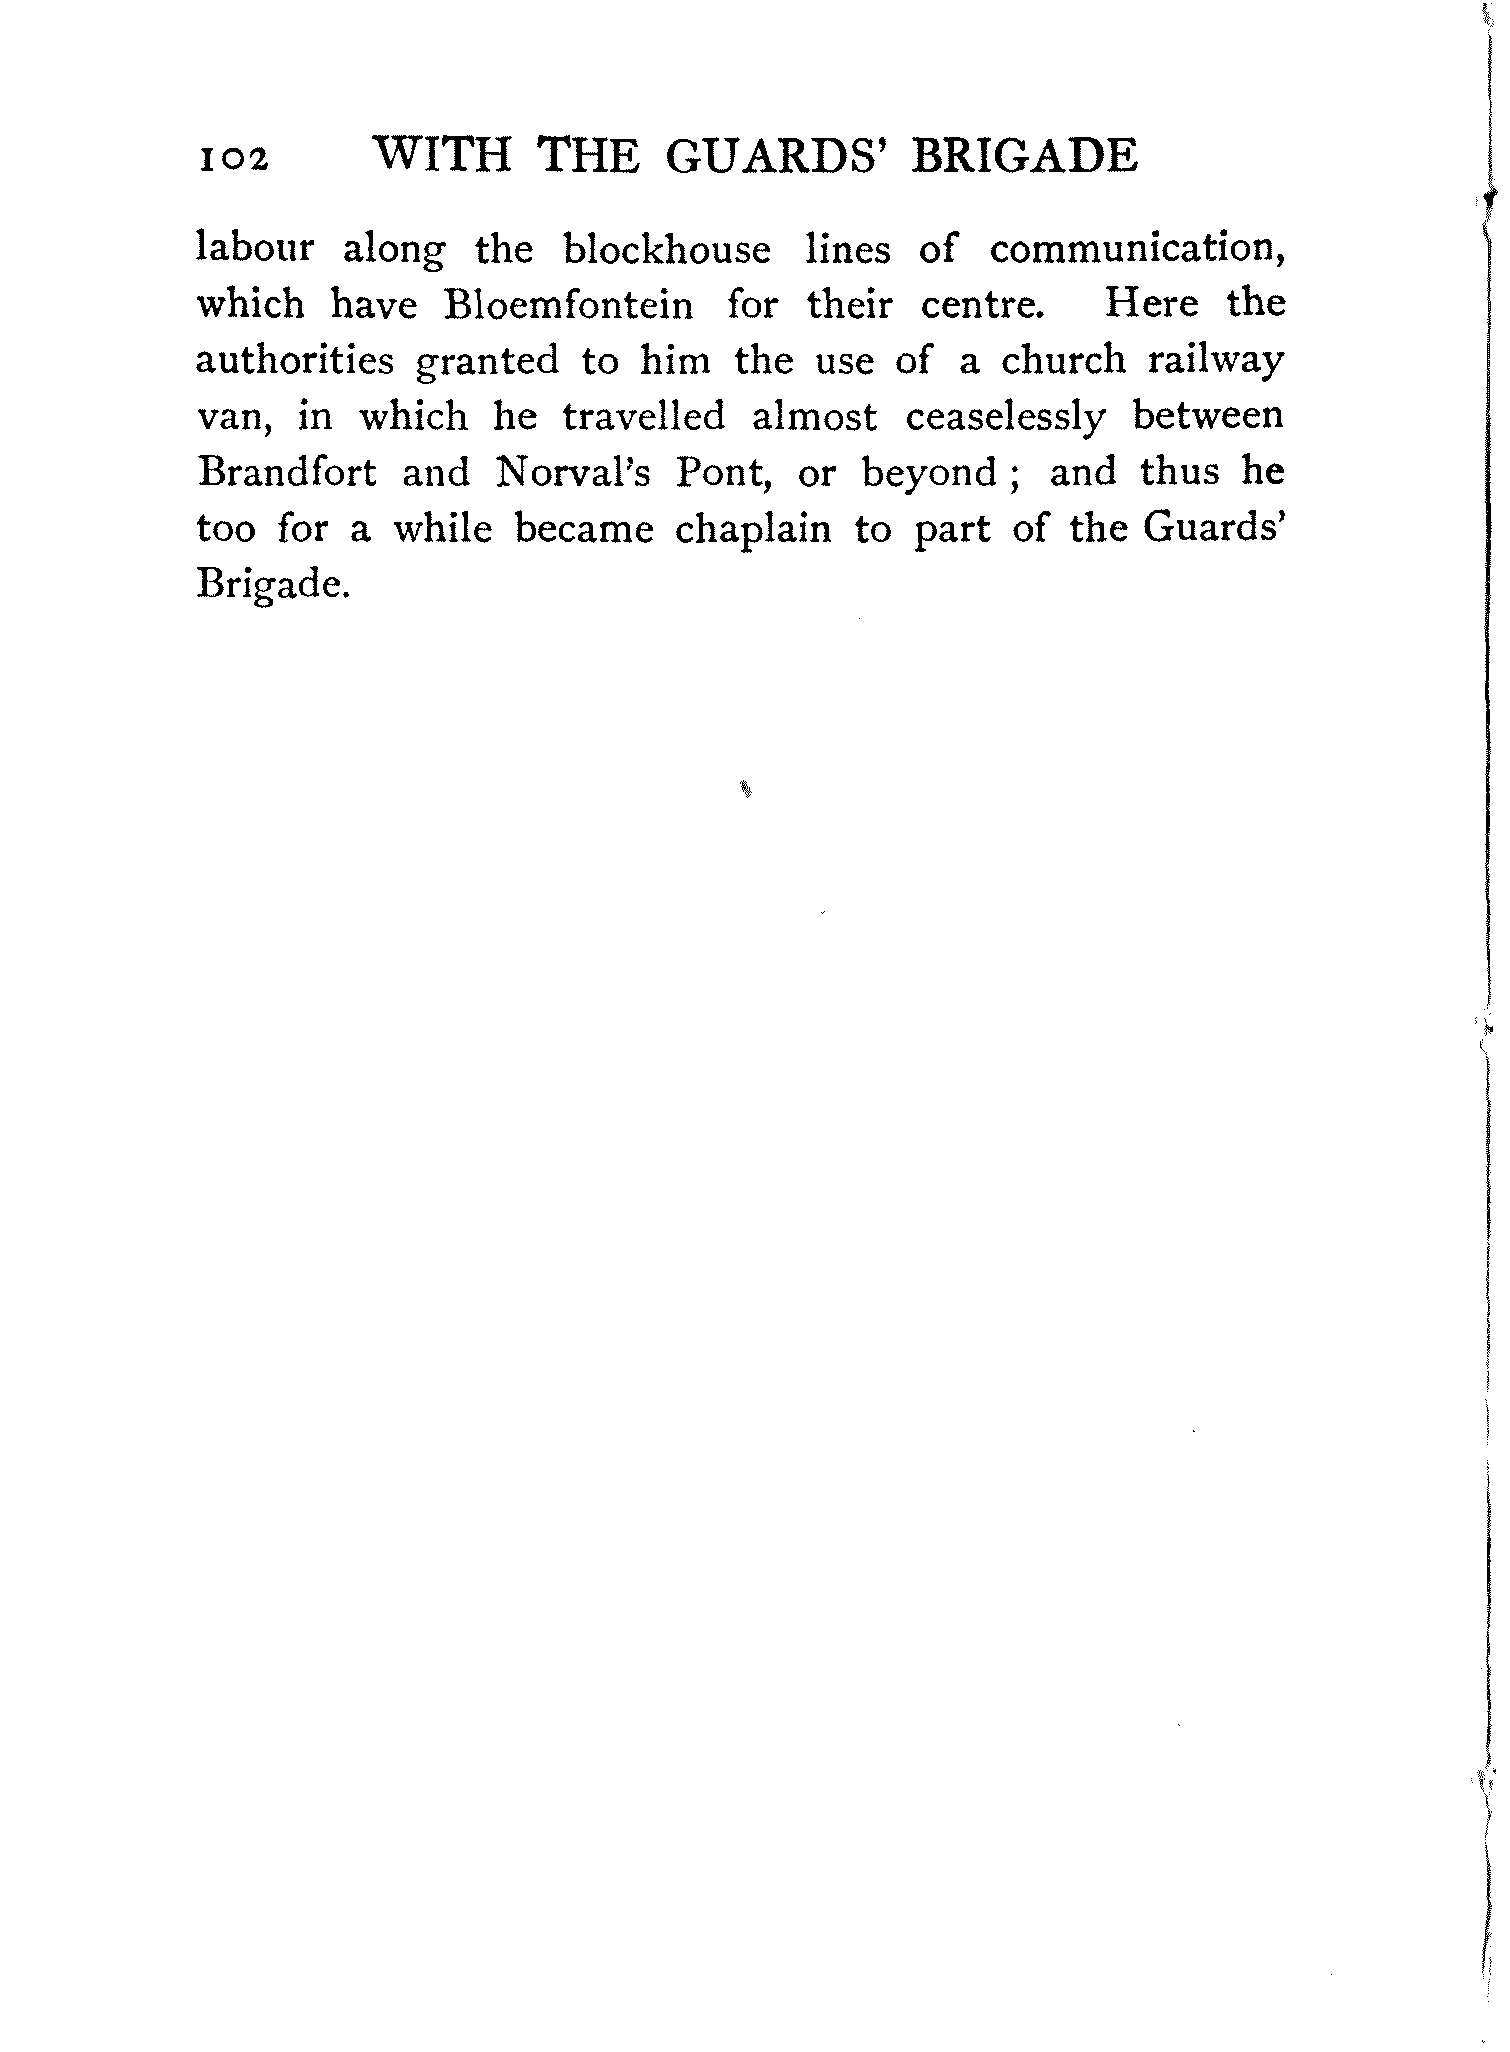 102 WITH THE GUARDS' BRIGADE
labour along the blockhouse lines of communication,
which have Bloemfontein for their centre. Here the
authorities granted to him the use of a church railway
van, in which he travelled almost ceaselessly between
Brandfort and Norval's Pont, or beyond ; and thus he
too for a while became chaplain to part of the Guards'
Brigade.